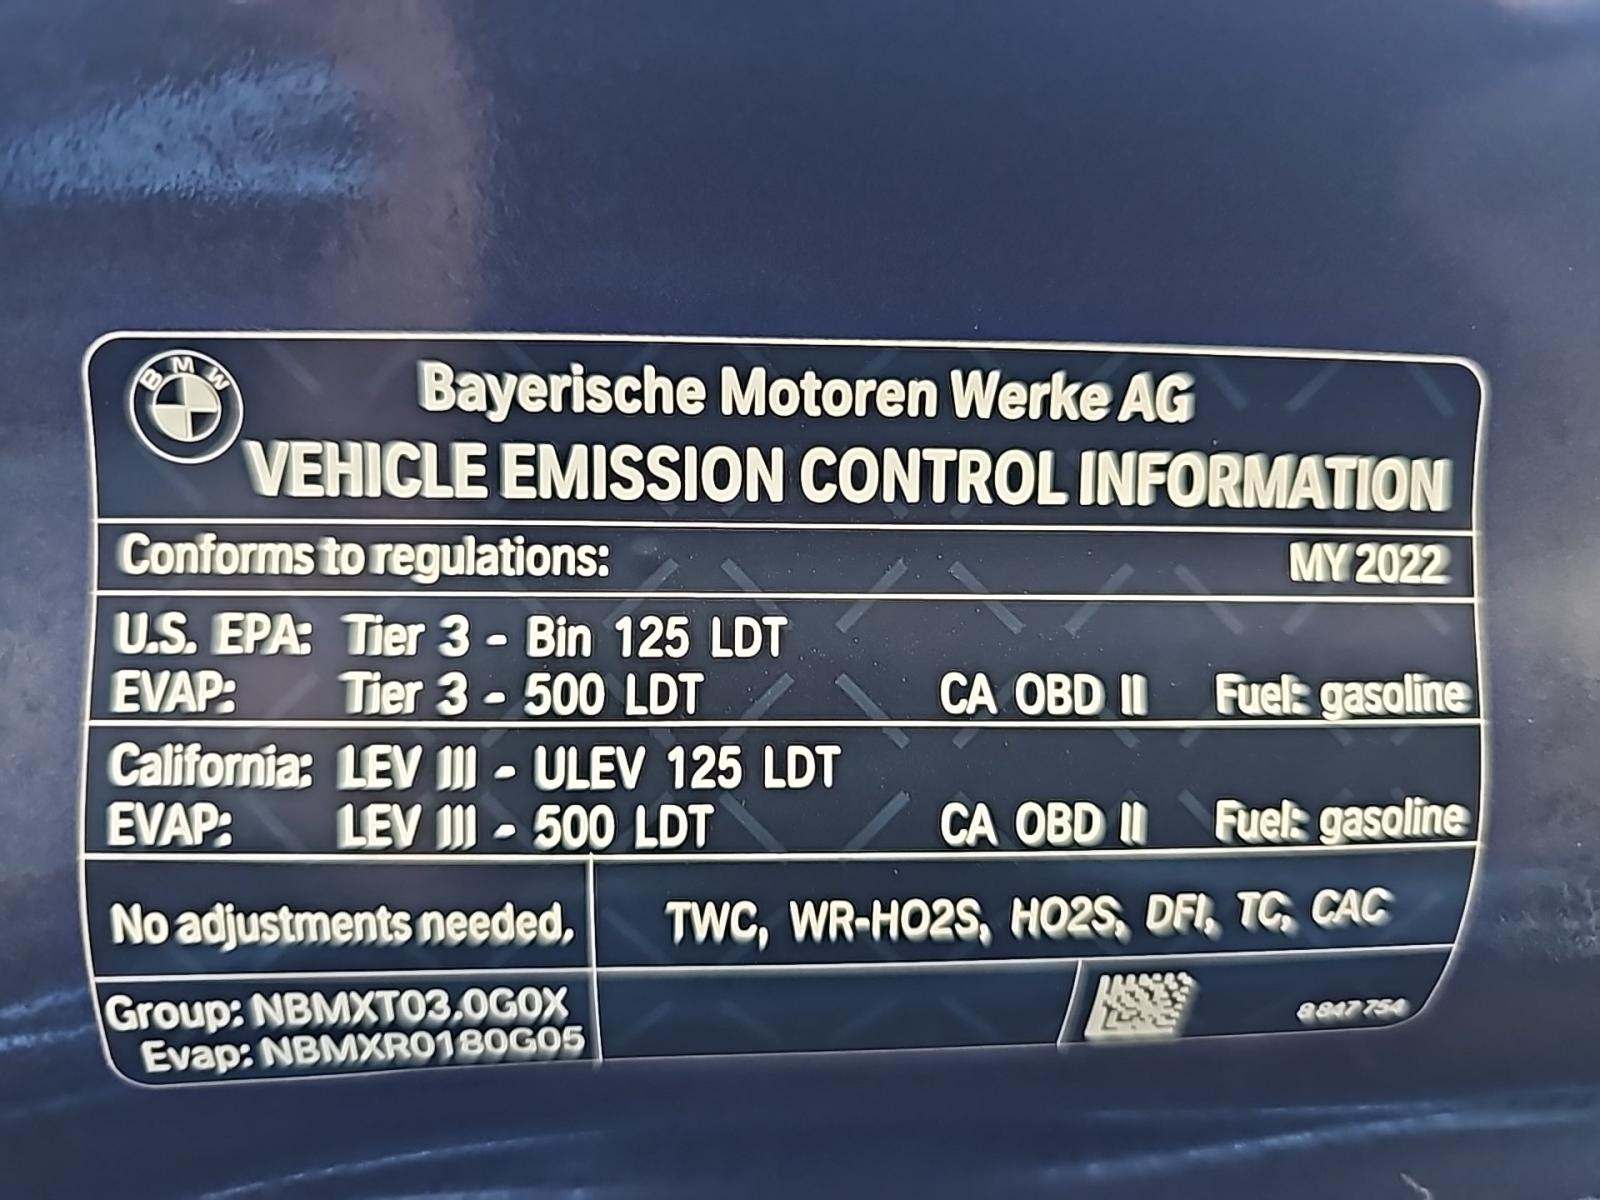 BMW
Bayerische Motoren Werke AG
VEHICLE EMISSION CONTROL INFORMATION
Conforms to regulations: MY 2022
U.S. EPA: Tier 3 - Bin 125 LDT
EVAP: Tier 3 - 500 LDT CA OBD II Fuel: gasoline
California: LEV III - ULEV 125 LDT
EVAP: LEV III - 500 LDT CA OBD II Fuel: gasoline
No adjustments needed. TWC, WR-HO2S, HO2S, DFI, TC, CAC
Group: NBMXT03.0G0X
Evap: NBMXR0180G05
8 847 754